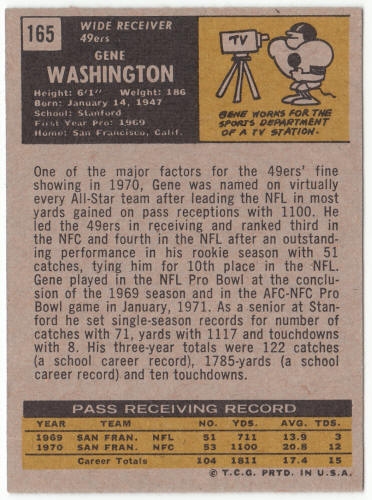 165
WIDE RECEIVER
49ers
GENE
WASHINGTON
Height: 6'1" Weight: 186
Born: January 14, 1947
School: Stanford
First Year Pro: 1969
Home: San Francisco, Calif.
TV
GENE WORKS FOR THE
SPORTS DEPARTMENT
OF A TV STATION.
One of the major factors for the 49ers' fine
showing in 1970, Gene was named on virtually
every All-Star team after leading the NFL in most
yards gained on pass receptions with 1100. He
led the 49ers in receiving and ranked third in
the NFC and fourth in the NFL after an outstand-
ing performance in his rookie season with 51
catches, tying him for 10th place in the NFL.
Gene played in the NFL Pro Bowl at the conclu-
sion of the 1969 season and in the AFC-NFC Pro
Bowl game in January, 1971. As a senior at Stan-
ford he set single-season records for number of
catches with 71, yards with 1117 and touchdowns
with 8. His three-year totals were 122 catches
(a school career record), 1785-yards (a school
career record) and ten touchdowns.
PASS RECEIVING RECORD
YEAR TEAM NO. YDS. AVG. TDS.
1969 SAN FRAN. NFL 51 711 13.9 3
1970 SAN FRAN. NFC 53 1100 20.8 12
Career Totals 104 1811 17.4 15
© T.C.G. PRTD. IN U.S.A.